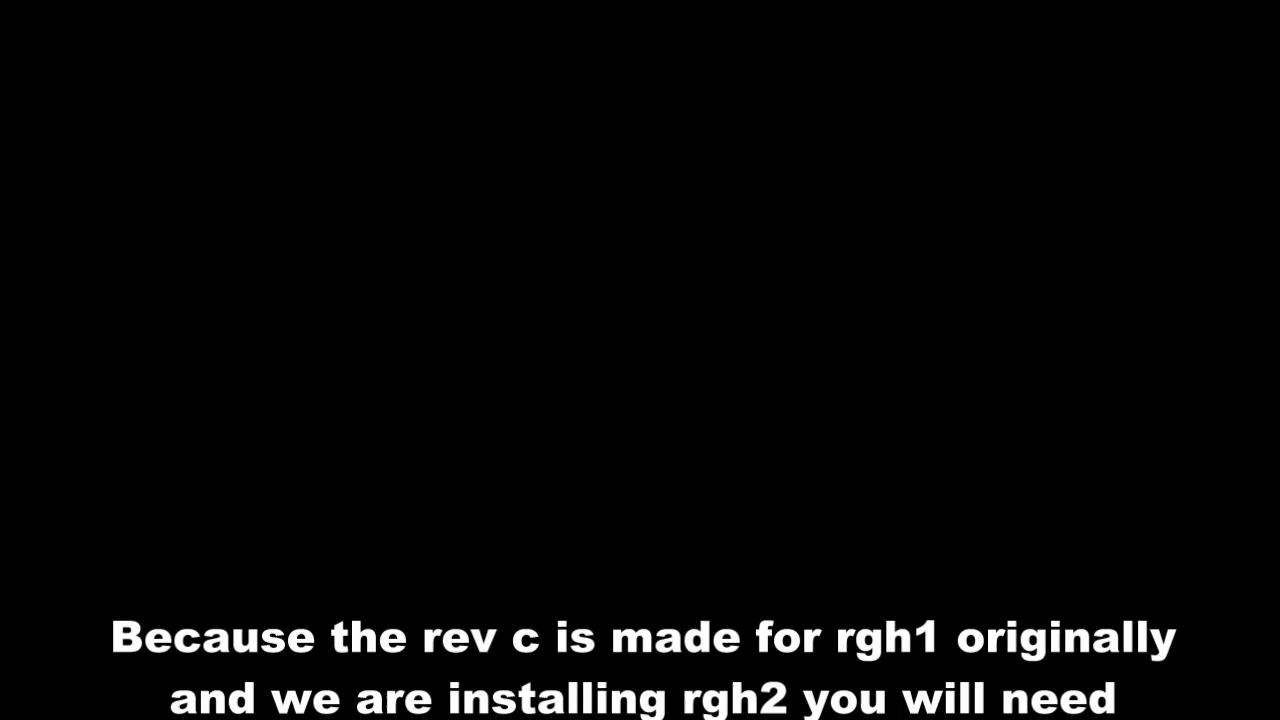 Because the rev c is made for rgh1 originally
and we are installing rgh2 you will need